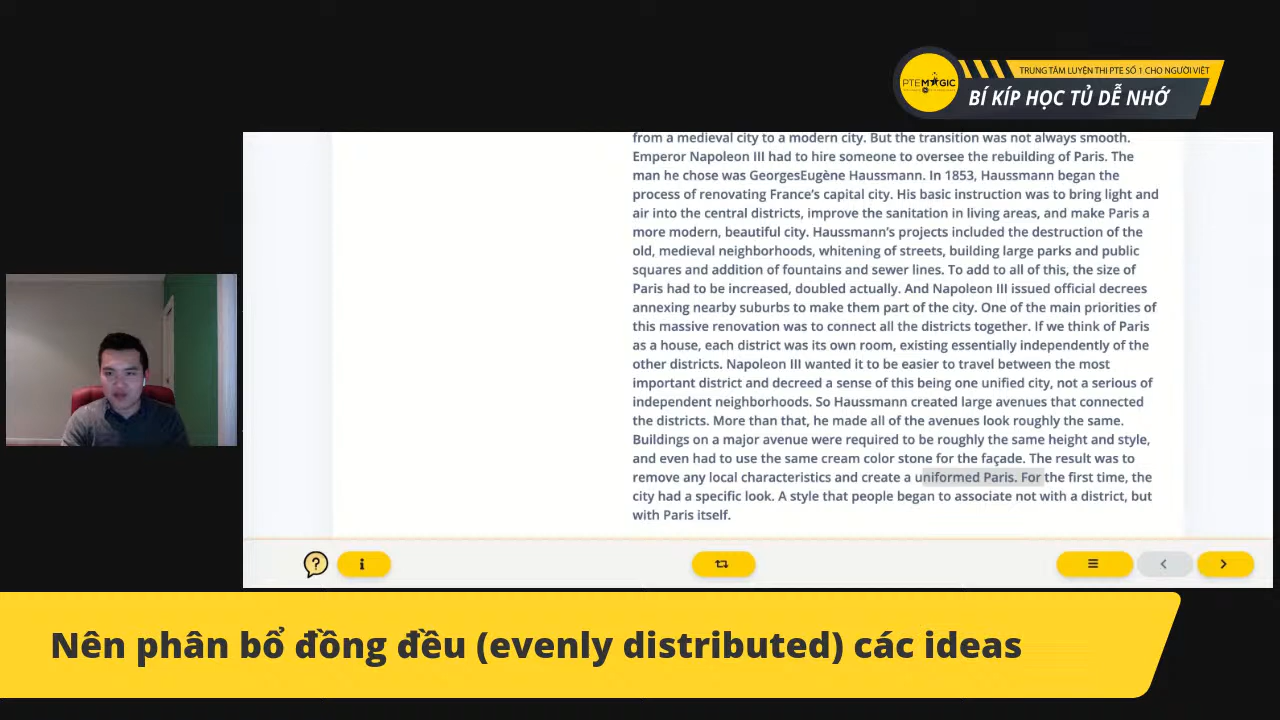 TRUNG TÂM LUYỆN THI PTE SỐ 1 CHO NGƯỜI VIỆT
PTE MAGIC
BÍ KÍP HỌC TỦ DỄ NHỚ
from a medieval city to a modern city. But the transition was not always smooth.
Emperor Napoleon III had to hire someone to oversee the rebuilding of Paris. The
man he chose was GeorgesEugène Haussmann. In 1853, Haussmann began the
process of renovating France’s capital city. His basic instruction was to bring light and
air into the central districts, improve the sanitation in living areas, and make Paris a
more modern, beautiful city. Haussmann’s projects included the destruction of the
old, medieval neighborhoods, whitening of streets, building large parks and public
squares and addition of fountains and sewer lines. To add to all of this, the size of
Paris had to be increased, doubled actually. And Napoleon III issued official decrees
annexing nearby suburbs to make them part of the city. One of the main priorities of
this massive renovation was to connect all the districts together. If we think of Paris
as a house, each district was its own room, existing essentially independently of the
other districts. Napoleon III wanted it to be easier to travel between the most
important district and decreed a sense of this being one unified city, not a serious of
independent neighborhoods. So Haussmann created large avenues that connected
the districts. More than that, he made all of the avenues look roughly the same.
Buildings on a major avenue were required to be roughly the same height and style,
and even had to use the same cream color stone for the façade. The result was to
remove any local characteristics and create a uniformed Paris. For the first time, the
city had a specific look. A style that people began to associate not with a district, but
with Paris itself.
Nên phân bổ đồng đều (evenly distributed) các ideas